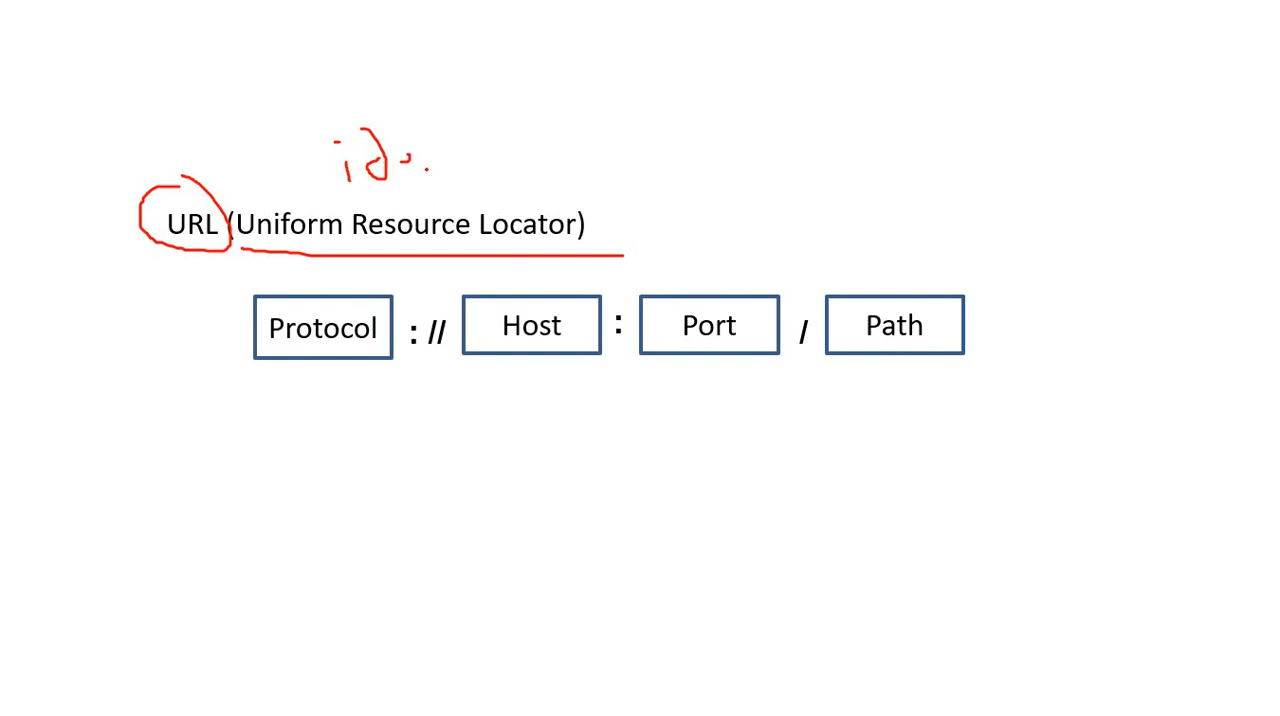 URL (Uniform Resource Locator)
Protocol : // Host : Port / Path